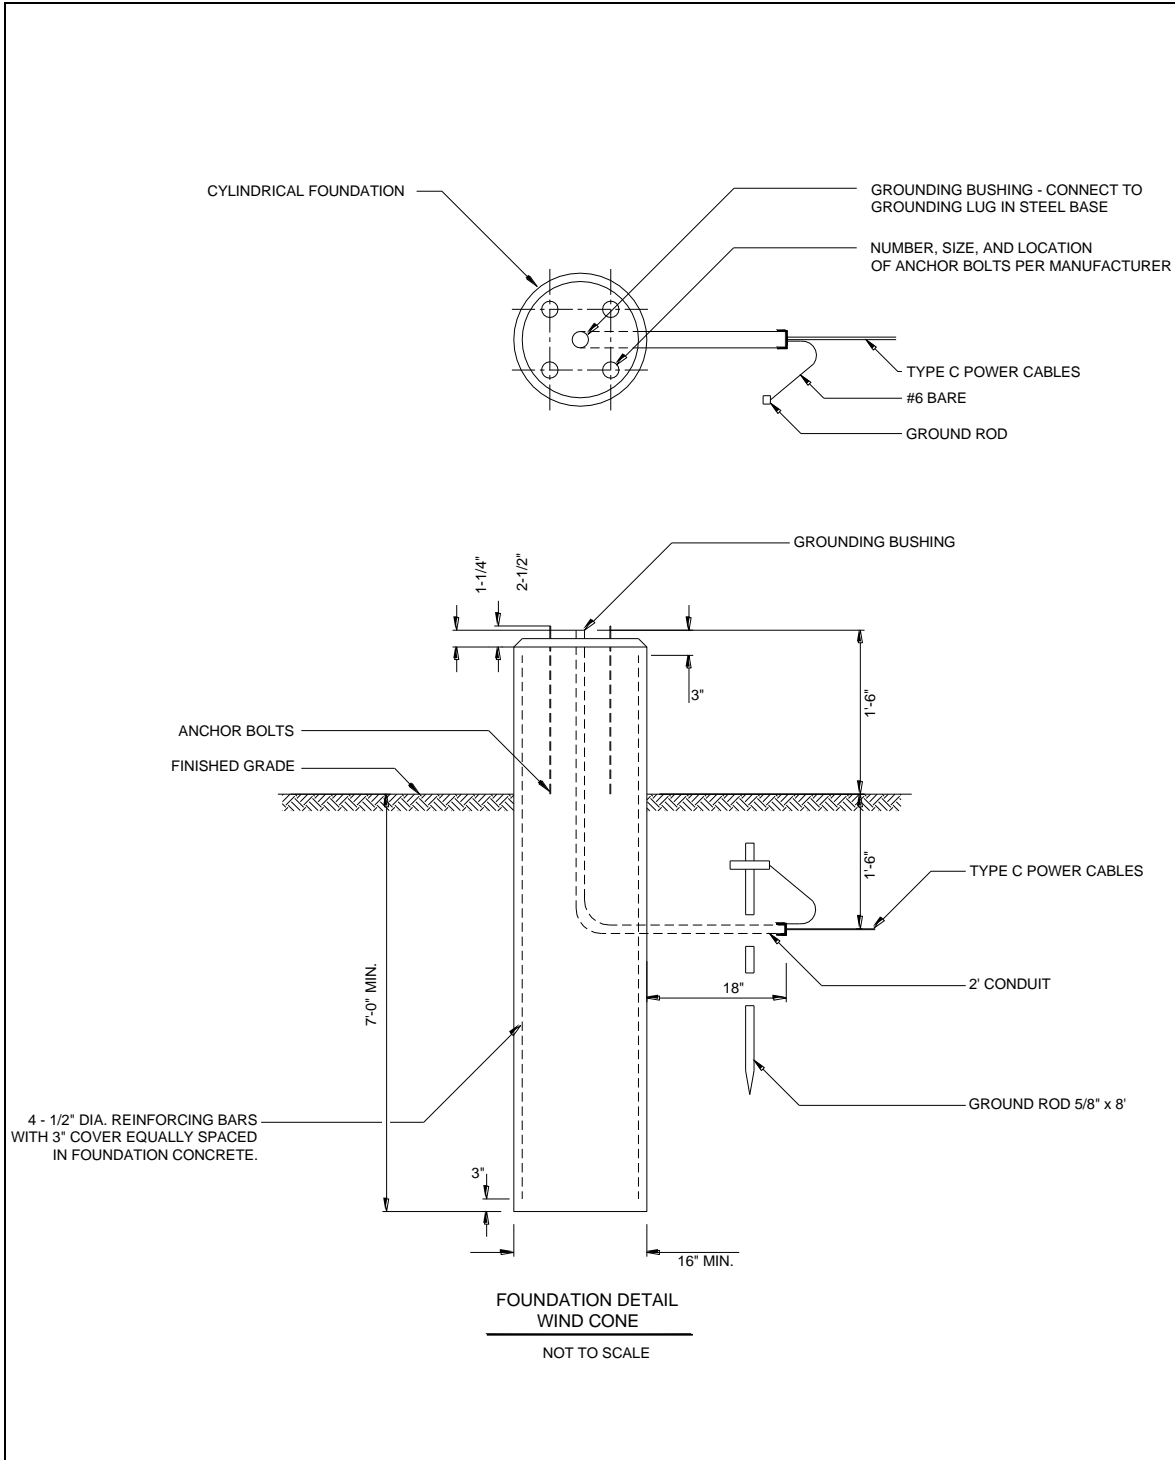 CYLINDRICAL FOUNDATION
GROUNDING BUSHING - CONNECT TO
GROUNDING LUG IN STEEL BASE
NUMBER, SIZE, AND LOCATION
OF ANCHOR BOLTS PER MANUFACTURER
TYPE C POWER CABLES
#6 BARE
GROUND ROD
GROUNDING BUSHING
1-1/4"
2-1/2"
3"
1'-6"
ANCHOR BOLTS
FINISHED GRADE
1'-6"
TYPE C POWER CABLES
2' CONDUIT
18"
7'-0" MIN.
GROUND ROD 5/8" x 8'
4 - 1/2" DIA. REINFORCING BARS
WITH 3" COVER EQUALLY SPACED
IN FOUNDATION CONCRETE.
3"
16" MIN.
FOUNDATION DETAIL
WIND CONE
NOT TO SCALE